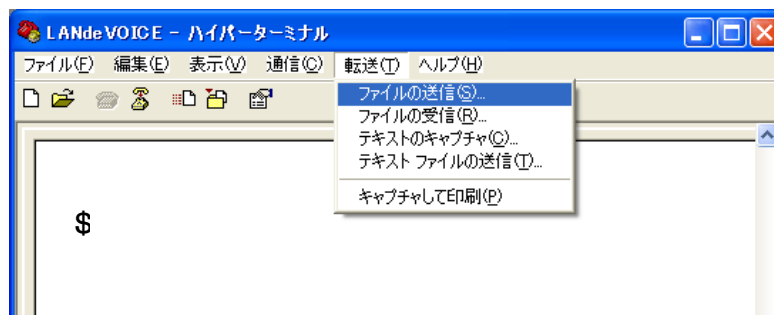 LANdeVOICE - ハイパーターミナル
ファイル(F) 編集(E) 表示(V) 通信(C) 転送(T) ヘルプ(H)
ファイルの送信(S)...
ファイルの受信(R)...
テキストのキャプチャ(C)...
テキスト ファイルの送信(T)...
キャプチャして印刷(P)
$